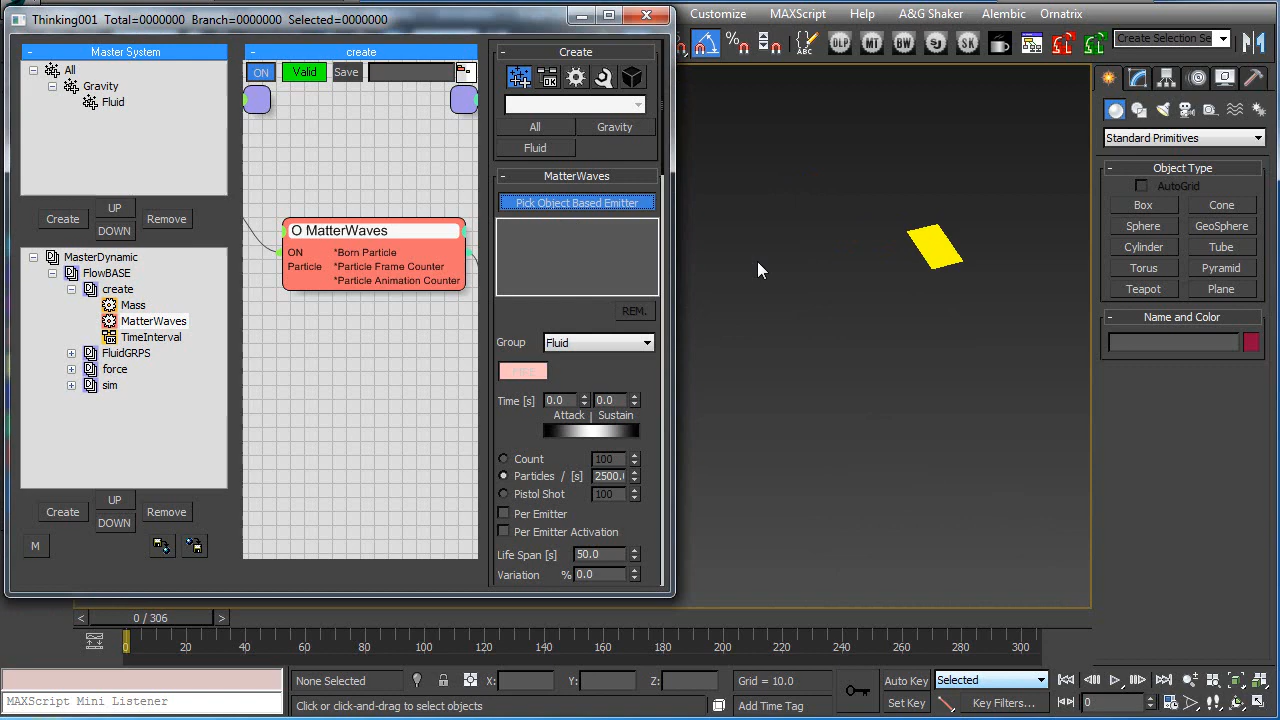 Thinking001 Total=0000000 Branch=0000000 Selected=0000000
Customize MAXScript Help A&G Shaker Alembic Ornatrix
DLP MT BW SJ SK
Create Selection Se
Master System
All
Gravity
Fluid
Create UP Remove
DOWN
MasterDynamic
FlowBASE
create
Mass
MatterWaves
TimeInterval
FluidGRPS
force
sim
Create UP Remove
DOWN
M
create
ON Valid Save
O MatterWaves
ON *Born Particle
Particle *Particle Frame Counter
*Particle Animation Counter
Create
All Gravity
Fluid
MatterWaves
Pick Object Based Emitter
REM.
Group Fluid
Time [s] 0.0 0.0
Attack | Sustain
Count 100
Particles / [s] 2500.
Pistol Shot 100
Per Emitter
Per Emitter Activation
Life Span [s] 50.0
Variation % 0.0
Standard Primitives
Object Type
AutoGrid
Box Cone
Sphere GeoSphere
Cylinder Tube
Torus Pyramid
Teapot Plane
Name and Color
< 0 / 306 >
0 20 40 60 80 100 120 140 160 180 200 220 240 260 280 300
None Selected X: Y: Z: Grid = 10.0 Auto Key Selected
MAXScript Mini Listener
Click or click-and-drag to select objects
Add Time Tag Set Key Key Filters... 0